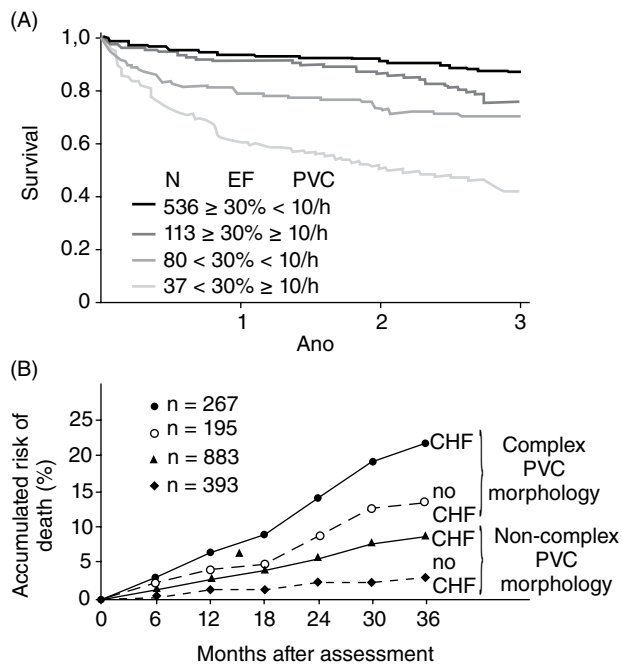 (A)
1,0
0.8
0.6
0.4
0.2
0
Survival
N EF PVC
536 ≥ 30% < 10/h
113 ≥ 30% ≥ 10/h
80 < 30% < 10/h
37 < 30% ≥ 10/h
1 2 3
Ano
(B)
25
20
15
10
5
0
Accumulated risk of
death (%)
n = 267
n = 195
n = 883
n = 393
CHF
no
CHF
Complex
PVC
morphology
CHF
no
CHF
Non-complex
PVC
morphology
0 6 12 18 24 30 36
Months after assessment